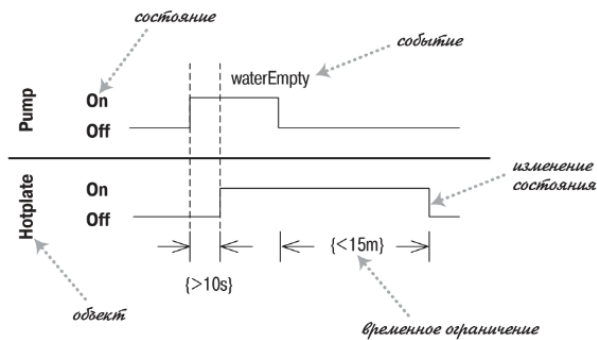 состояние
событие
waterEmpty
Pump
On
Off
изменение
состояния
Hotplate
On
Off
{>10s}
{<15m}
объект
временное ограничение